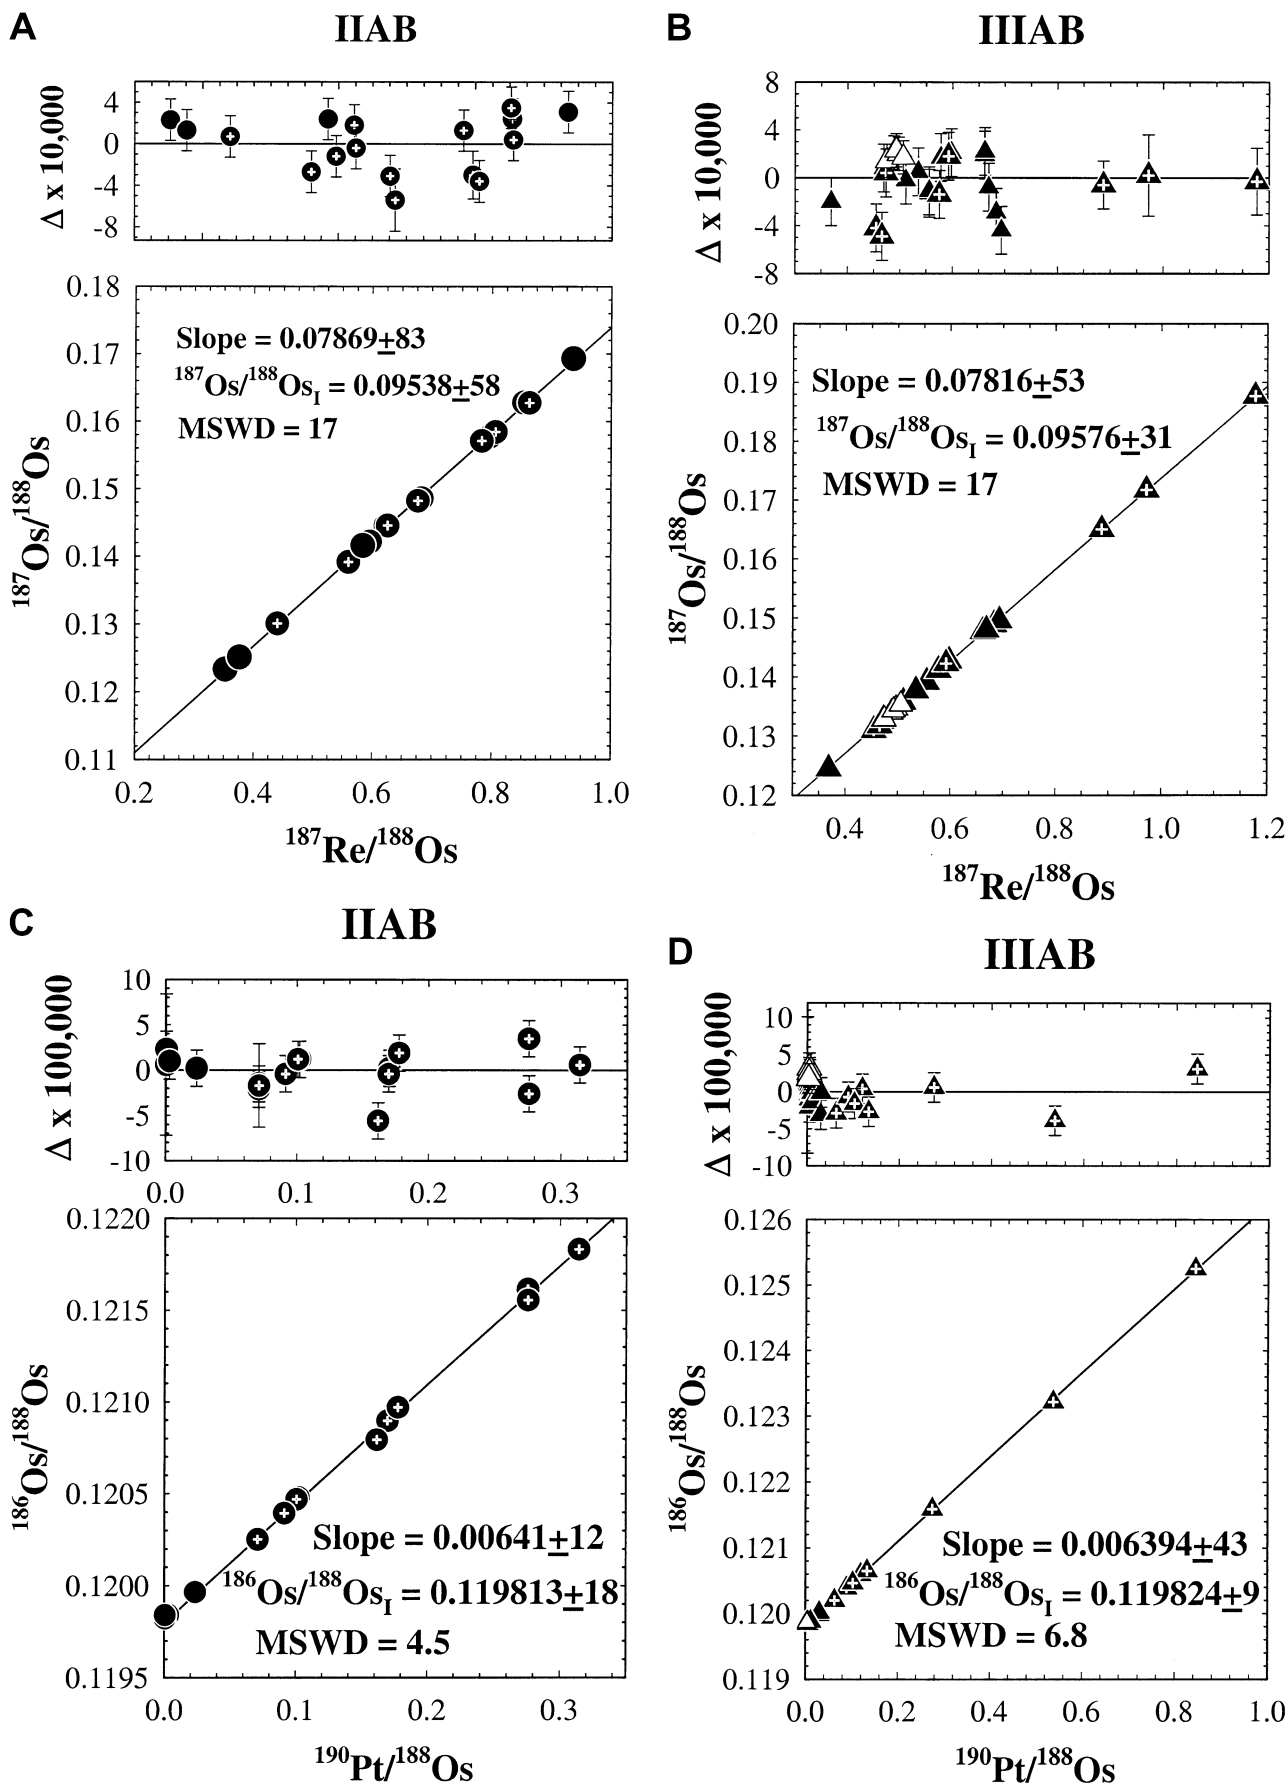 A
IIAB
Δ x 10,000
4
0
-4
-8
0.18
0.17
0.16
0.15
0.14
0.13
0.12
0.11
187Os/188Os
Slope = 0.07869±83
187Os/188OsI = 0.09538±58
MSWD = 17
0.2 0.4 0.6 0.8 1.0
187Re/188Os
B
IIIAB
Δ x 10,000
8
4
0
-4
-8
0.20
0.19
0.18
0.17
0.16
0.15
0.14
0.13
0.12
187Os/188Os
Slope = 0.07816±53
187Os/188OsI = 0.09576±31
MSWD = 17
0.4 0.6 0.8 1.0 1.2
187Re/188Os
C
IIAB
Δ x 100,000
10
5
0
-5
-10
0.0 0.1 0.2 0.3
0.1220
0.1215
0.1210
0.1205
0.1200
0.1195
186Os/188Os
Slope = 0.00641±12
186Os/188OsI = 0.119813±18
MSWD = 4.5
0.0 0.1 0.2 0.3
190Pt/188Os
D
IIIAB
Δ x 100,000
10
5
0
-5
-10
0.126
0.125
0.124
0.123
0.122
0.121
0.120
0.119
186Os/188Os
Slope = 0.006394±43
186Os/188OsI = 0.119824±9
MSWD = 6.8
0.0 0.2 0.4 0.6 0.8 1.0
190Pt/188Os